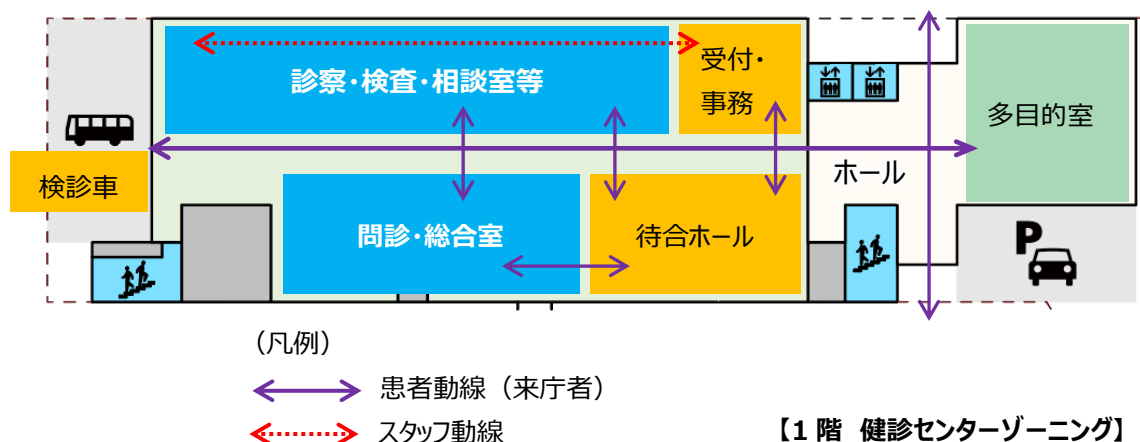 診察・検査・相談室等
受付・
事務
多目的室
ホール
検診車
問診・総合室
待合ホール
P
（凡例）
患者動線（来庁者）
スタッフ動線
【1 階 健診センターゾーニング】